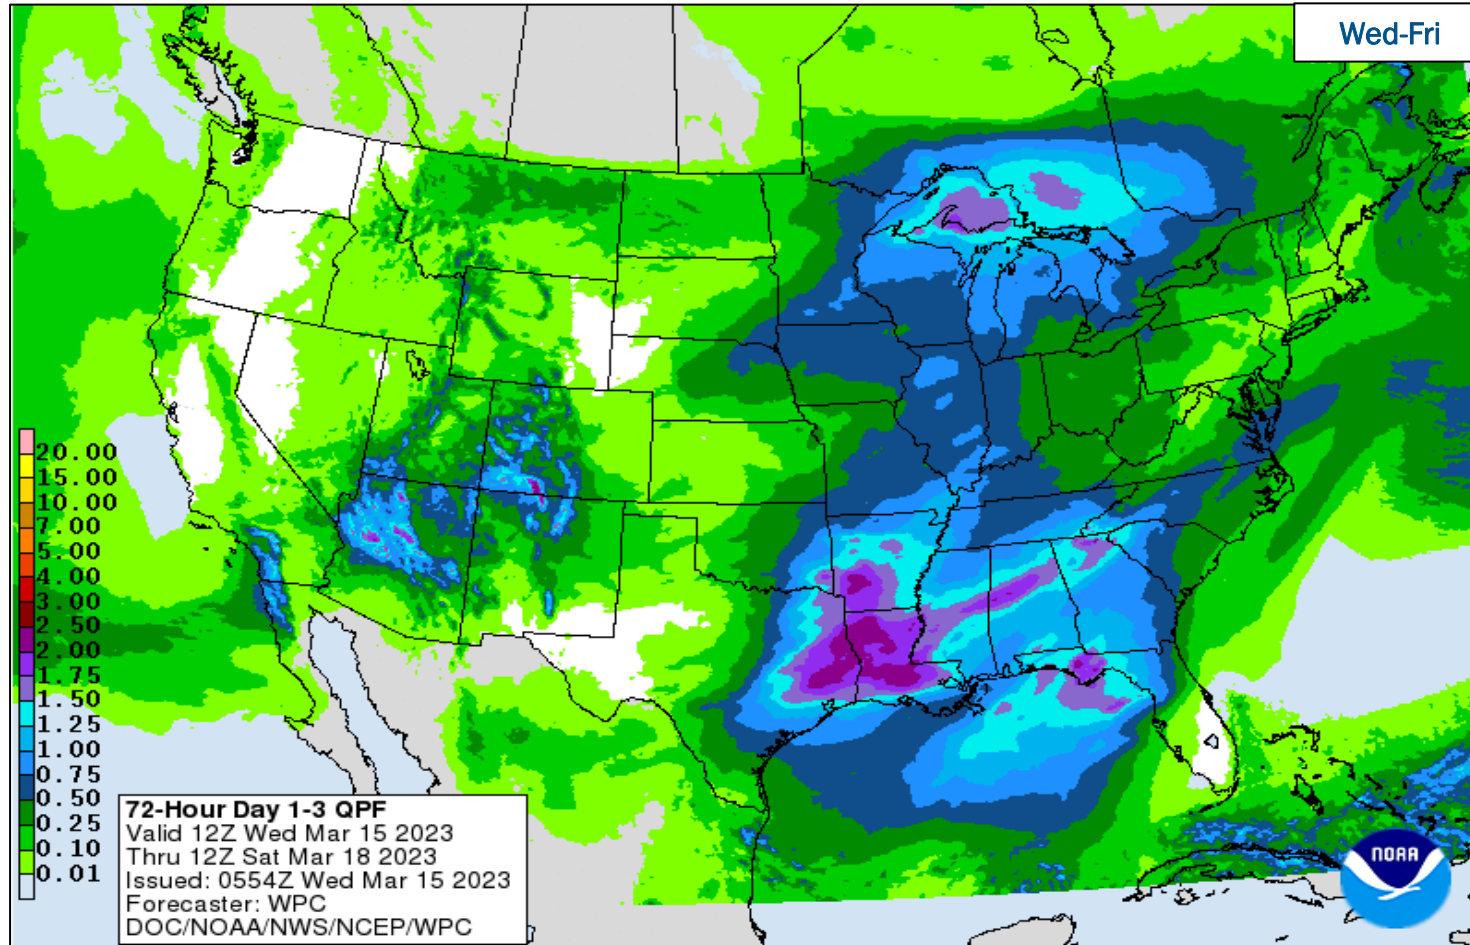 Wed-Fri
20.00
15.00
10.00
7.00
5.00
4.00
3.00
2.50
2.00
1.75
1.50
1.25
1.00
0.75
0.50
0.25
0.10
0.01
72-Hour Day 1-3 QPF
Valid 12Z Wed Mar 15 2023
Thru 12Z Sat Mar 18 2023
Issued: 0554Z Wed Mar 15 2023
Forecaster: WPC
DOC/NOAA/NWS/NCEP/WPC
NOAA